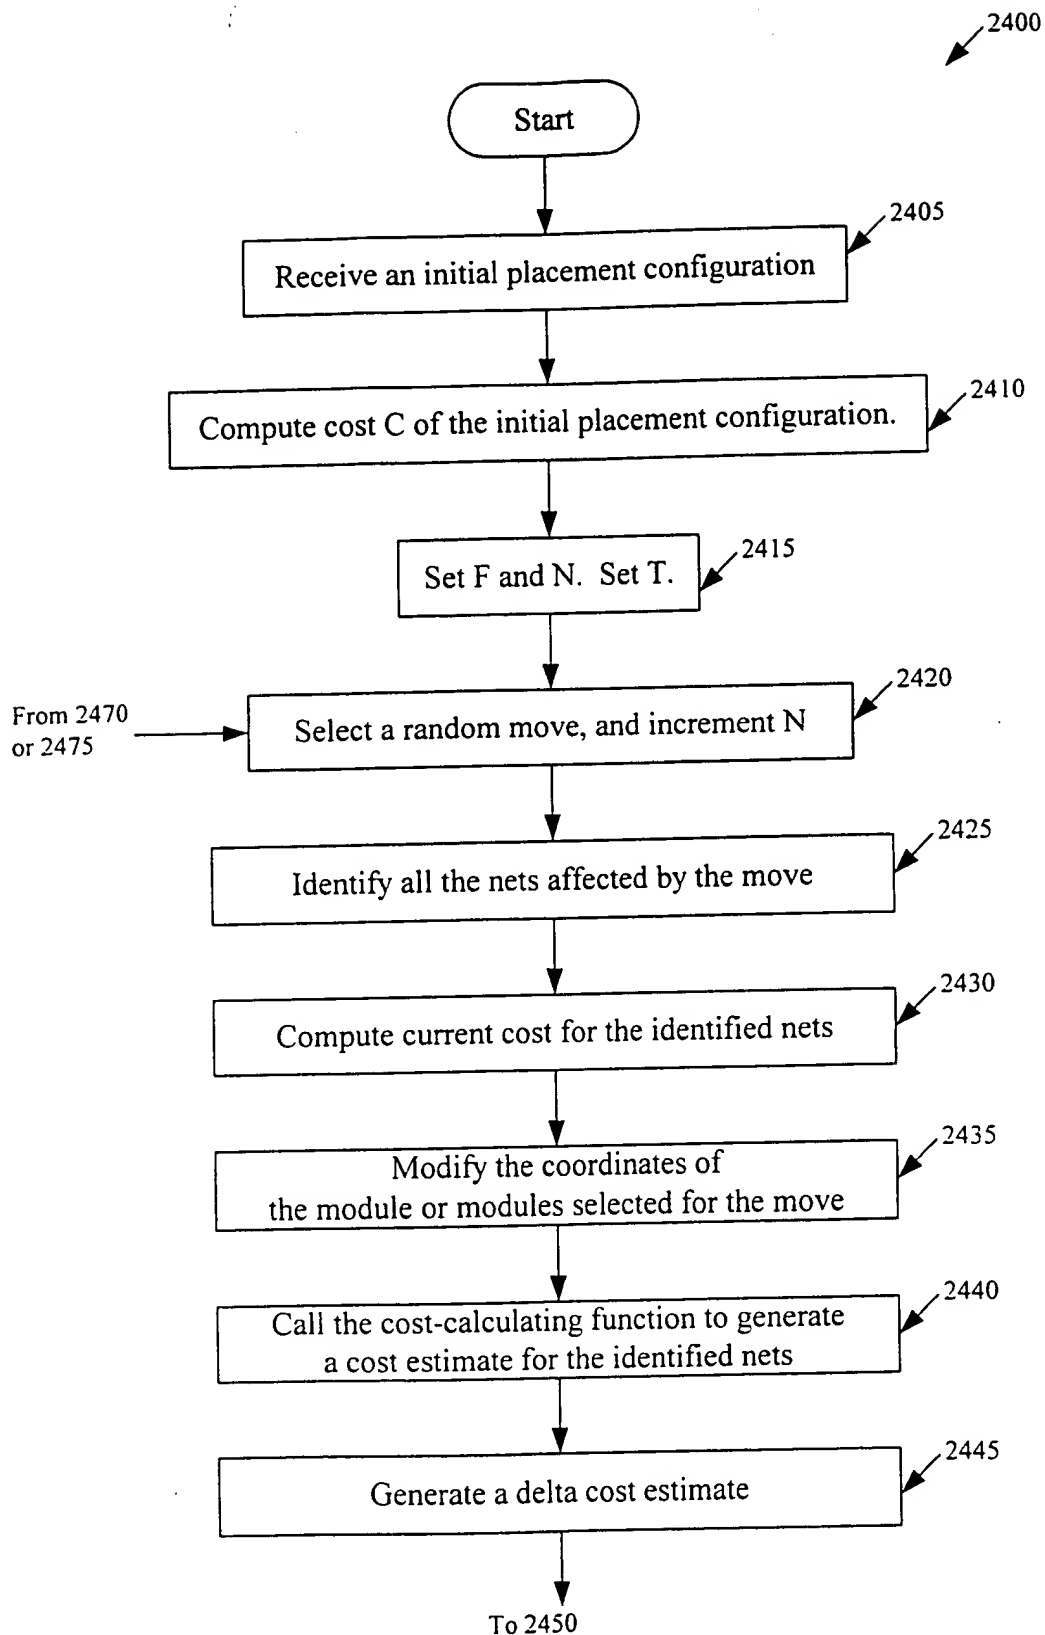 2400
Start
2405
Receive an initial placement configuration
2410
Compute cost C of the initial placement configuration.
2415
Set F and N. Set T.
2420
From 2470
or 2475
Select a random move, and increment N
2425
Identify all the nets affected by the move
2430
Compute current cost for the identified nets
2435
Modify the coordinates of
the module or modules selected for the move
2440
Call the cost-calculating function to generate
a cost estimate for the identified nets
2445
Generate a delta cost estimate
To 2450